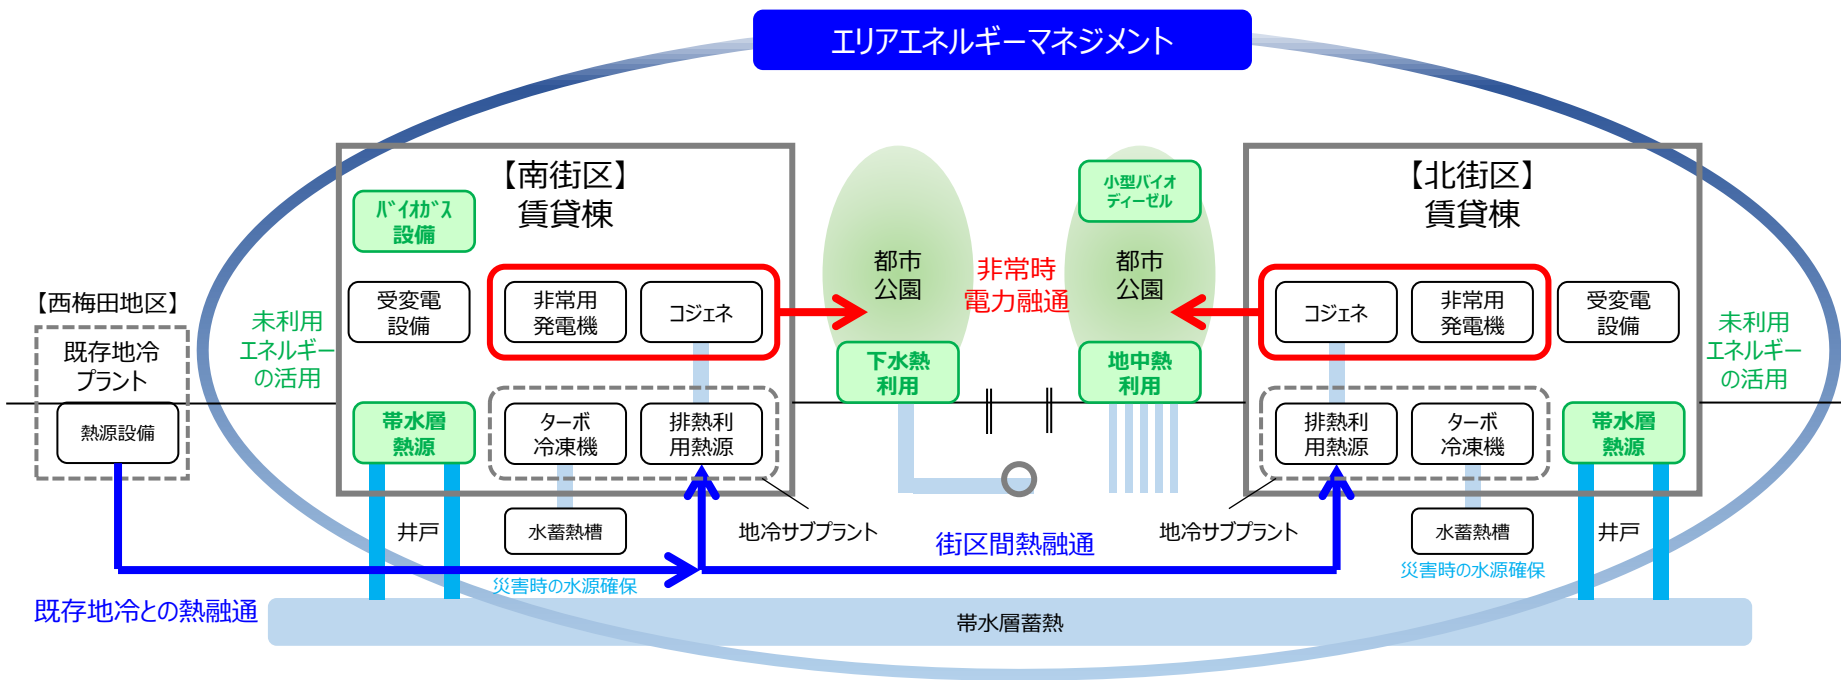 エリアエネルギーマネジメント
【南街区】
賃貸棟
バイオガス
設備
受変電
設備
非常用
発電機
コジェネ
都市
公園
非常時
電力融通
小型バイオ
ディーゼル
都市
公園
【北街区】
賃貸棟
コジェネ
非常用
発電機
受変電
設備
【西梅田地区】
既存地冷
プラント
熱源設備
未利用
エネルギー
の活用
帯水層
熱源
ターボ
冷凍機
排熱利
用熱源
下水熱
利用
地中熱
利用
排熱利
用熱源
ターボ
冷凍機
帯水層
熱源
未利用
エネルギー
の活用
井戸
水蓄熱槽
地冷サブプラント
街区間熱融通
地冷サブプラント
水蓄熱槽
井戸
災害時の水源確保
災害時の水源確保
既存地冷との熱融通
帯水層蓄熱